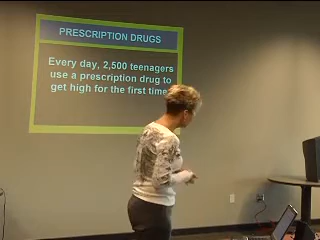 PRESCRIPTION DRUGS
Every day, 2,500 teenagers
use a prescription drug to
get high for the first time